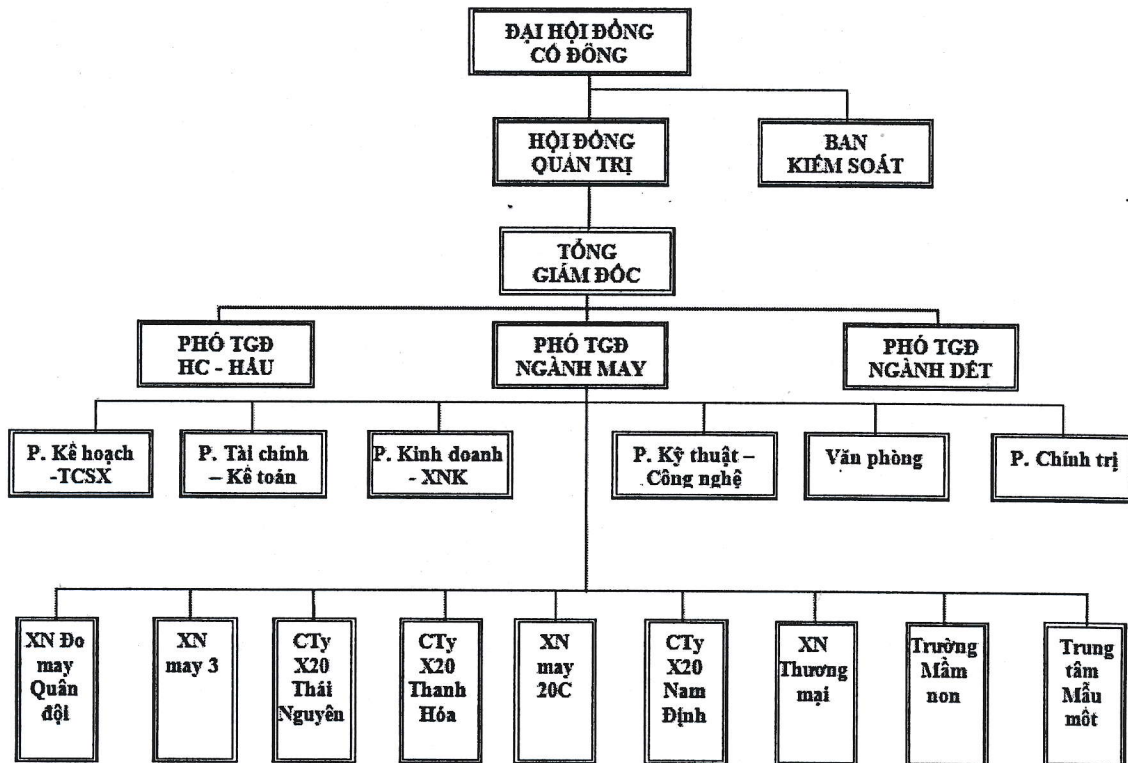 ĐẠI HỘI ĐỒNG
CỔ ĐÔNG
HỘI ĐỒNG
QUẢN TRỊ
BAN
KIỂM SOÁT
TỔNG
GIÁM ĐỐC
PHÓ TGĐ
HC - HẬU
PHÓ TGĐ
NGÀNH MAY
PHÓ TGĐ
NGÀNH DỆT
P. Kế hoạch
-TCSX
P. Tài chính
– Kế toán
P. Kinh doanh
- XNK
P. Kỹ thuật –
Công nghệ
Văn phòng
P. Chính trị
XN Đo
may
Quân
đội
XN
may 3
CTy
X20
Thái
Nguyên
CTy
X20
Thanh
Hóa
XN
may
20C
CTy
X20
Nam
Định
XN
Thương
mại
Trường
Mầm
non
Trung
tâm
Mẫu
mốt